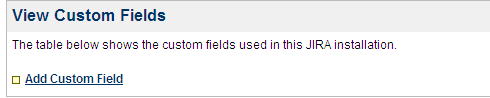 View Custom Fields
The table below shows the custom fields used in this JIRA installation.
Add Custom Field